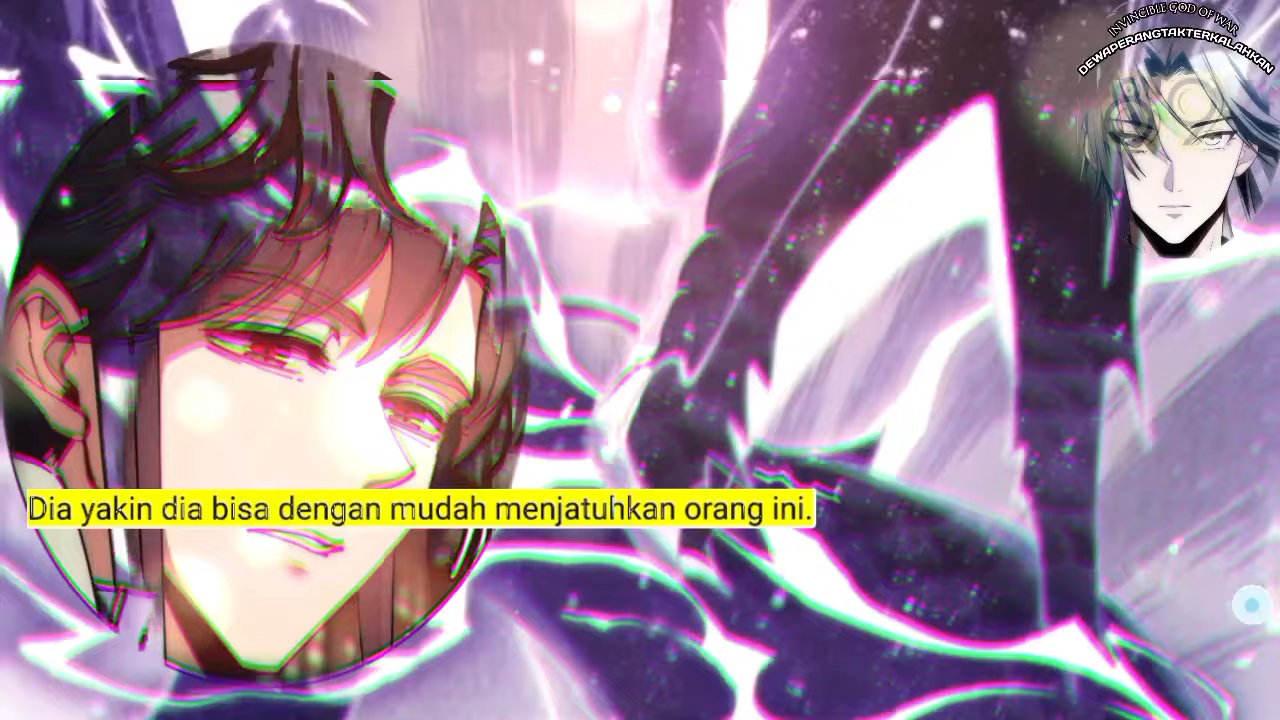 INVINCIBLE GOD OF WAR
DEWAPERANGTAKTERKALAHKAN
Dia yakin dia bisa dengan mudah menjatuhkan orang ini.